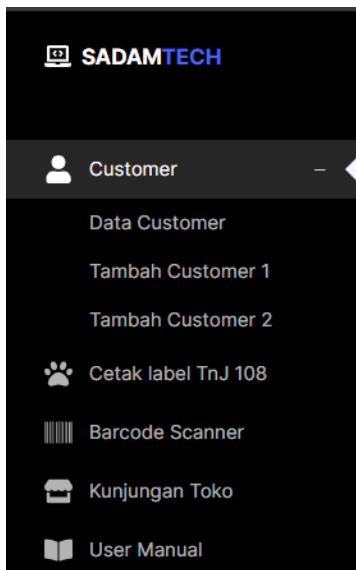 SADAMTECH
Customer
Data Customer
Tambah Customer 1
Tambah Customer 2
Cetak label TnJ 108
Barcode Scanner
Kunjungan Toko
User Manual